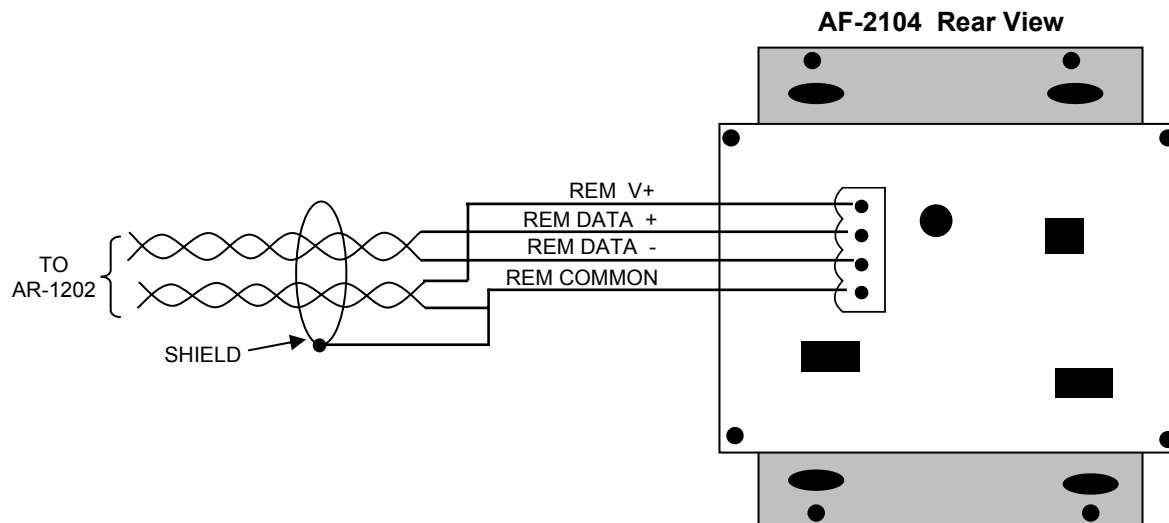 AF-2104 Rear View
REM V+
REM DATA +
REM DATA -
REM COMMON
TO
AR-1202
SHIELD